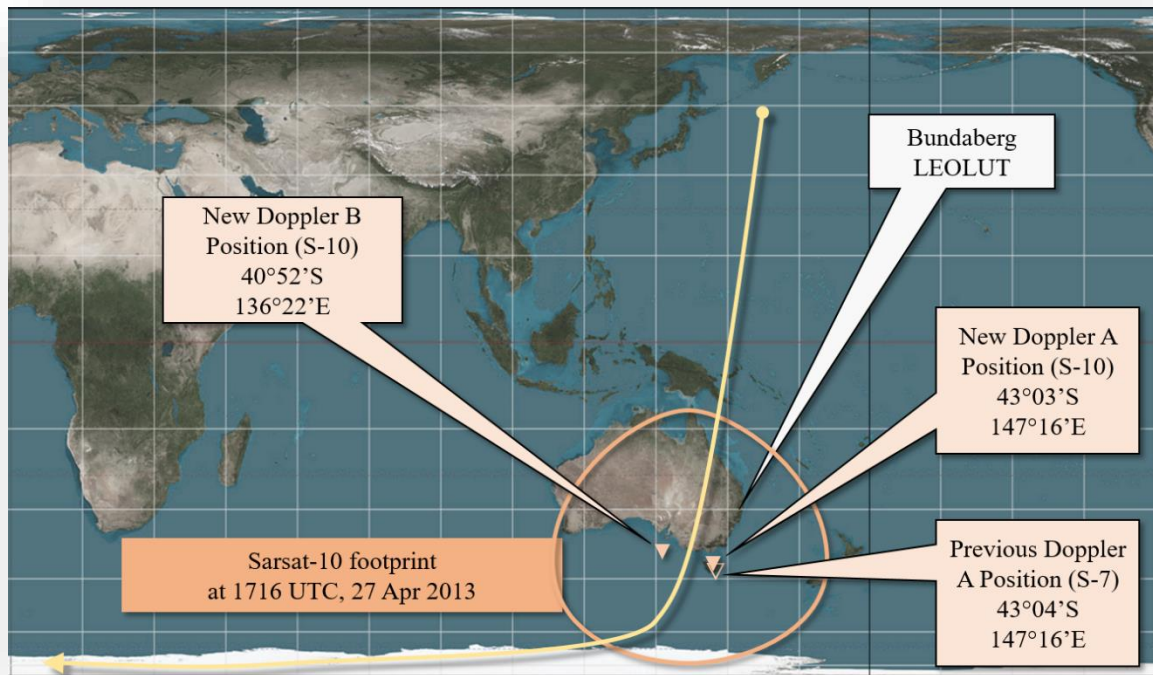 Bundaberg
LEOLUT
New Doppler B
Position (S-10)
40°52’S
136°22’E
New Doppler A
Position (S-10)
43°03’S
147°16’E
Sarsat-10 footprint
at 1716 UTC, 27 Apr 2013
Previous Doppler
A Position (S-7)
43°04’S
147°16’E